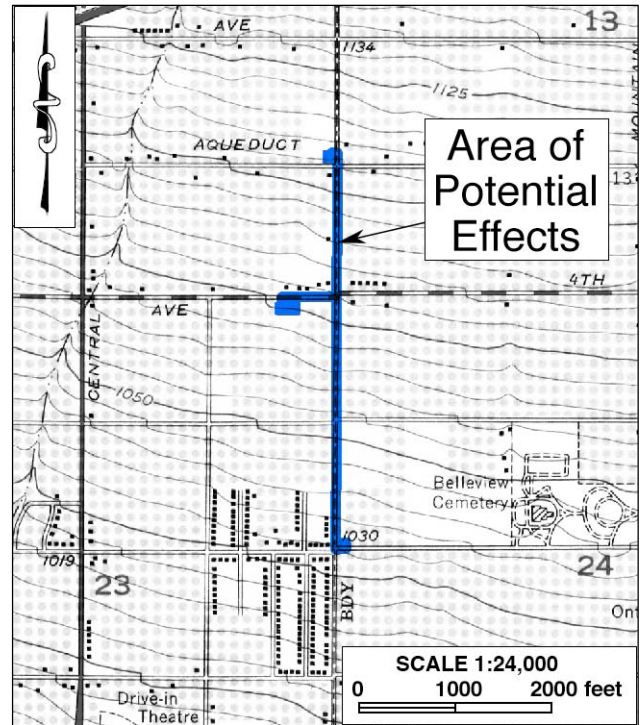 AVE
13
1134
1125
MOUNTAIN
AQUEDUCT
Area of
Potential
Effects
4TH
AVE
CENTRAL
1050
Belleview
Cemetery
1030
1019
23
24
BDY
SCALE 1:24,000
0 1000 2000 feet
Drive-in
Theatre